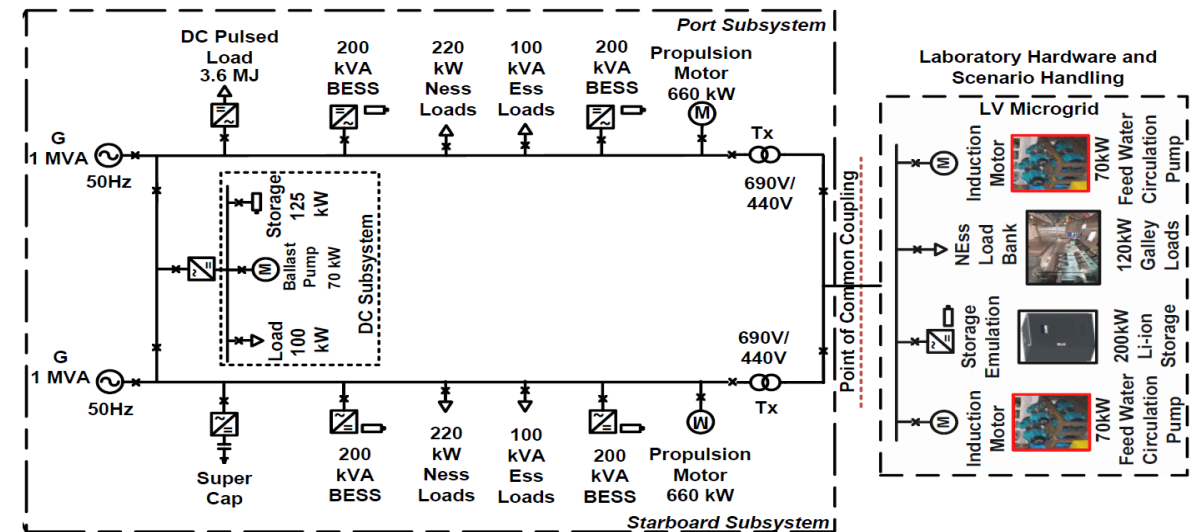 Port Subsystem
DC Pulsed
Load
3.6 MJ
200
kVA
BESS
220
kW
Ness
Loads
100
kVA
Ess
Loads
200
kVA
BESS
Propulsion
Motor
660 kW
M
G
1 MVA
50Hz
Tx
690V/
440V
Storage
125
kW
M
Ballast
Pump
70 kW
Load
100
kW
DC Subsystem
G
1 MVA
50Hz
690V/
440V
Tx
M
Super
Cap
200
kVA
BESS
220
kW
Ness
Loads
100
kVA
Ess
Loads
200
kVA
BESS
Propulsion
Motor
660 kW
Starboard Subsystem
Point of Common Coupling
Laboratory Hardware and
Scenario Handling
LV Microgrid
M
Induction
Motor
70kW
Feed Water
Circulation
Pump
NEss
Load
Bank
120kW
Galley
Loads
Storage
Emulation
200kW
Li-ion
Storage
M
Induction
Motor
70kW
Feed Water
Circulation
Pump